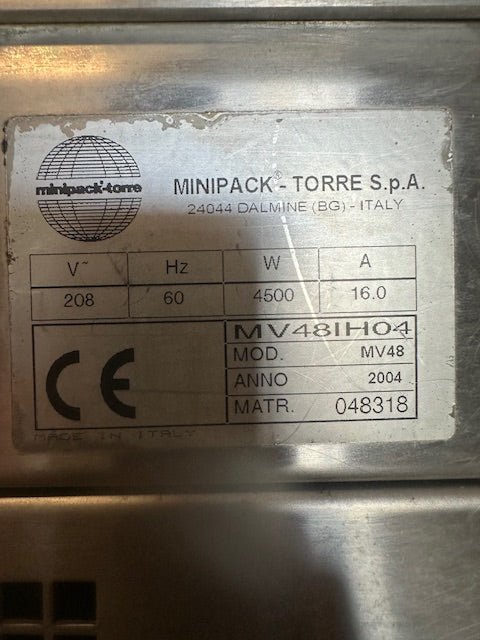 minipack-torre
MINIPACK® - TORRE S.p.A.
24044 DALMINE (BG) - ITALY
V~ Hz W A
208 60 4500 16.0
CE
MV48IH04
MOD. MV48
ANNO 2004
MATR. 048318
MADE IN ITALY